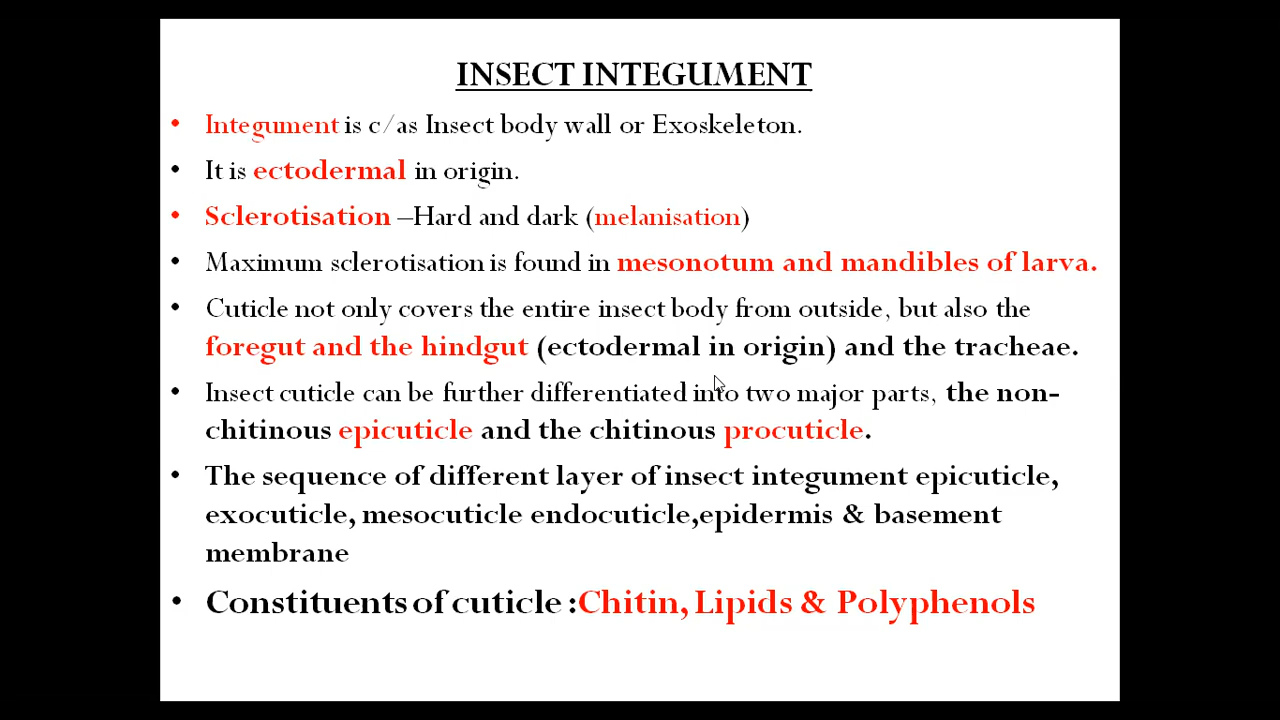 INSECT INTEGUMENT
• Integument is c/as Insect body wall or Exoskeleton.
• It is ectodermal in origin.
• Sclerotisation –Hard and dark (melanisation)
• Maximum sclerotisation is found in mesonotum and mandibles of larva.
• Cuticle not only covers the entire insect body from outside, but also the
foregut and the hindgut (ectodermal in origin) and the tracheae.
• Insect cuticle can be further differentiated into two major parts, the non-
chitinous epicuticle and the chitinous procuticle.
• The sequence of different layer of insect integument epicuticle,
exocuticle, mesocuticle endocuticle,epidermis & basement
membrane
• Constituents of cuticle :Chitin, Lipids & Polyphenols